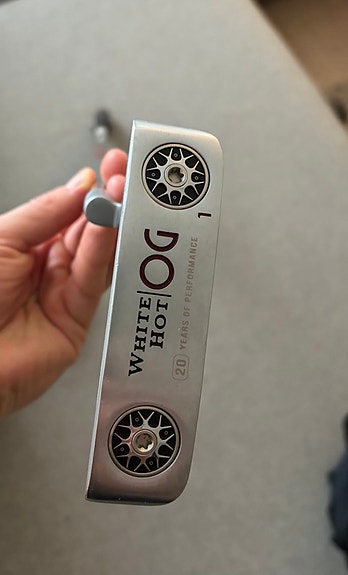 WHITE
HOT
OG
1
20 YEARS OF PERFORMANCE